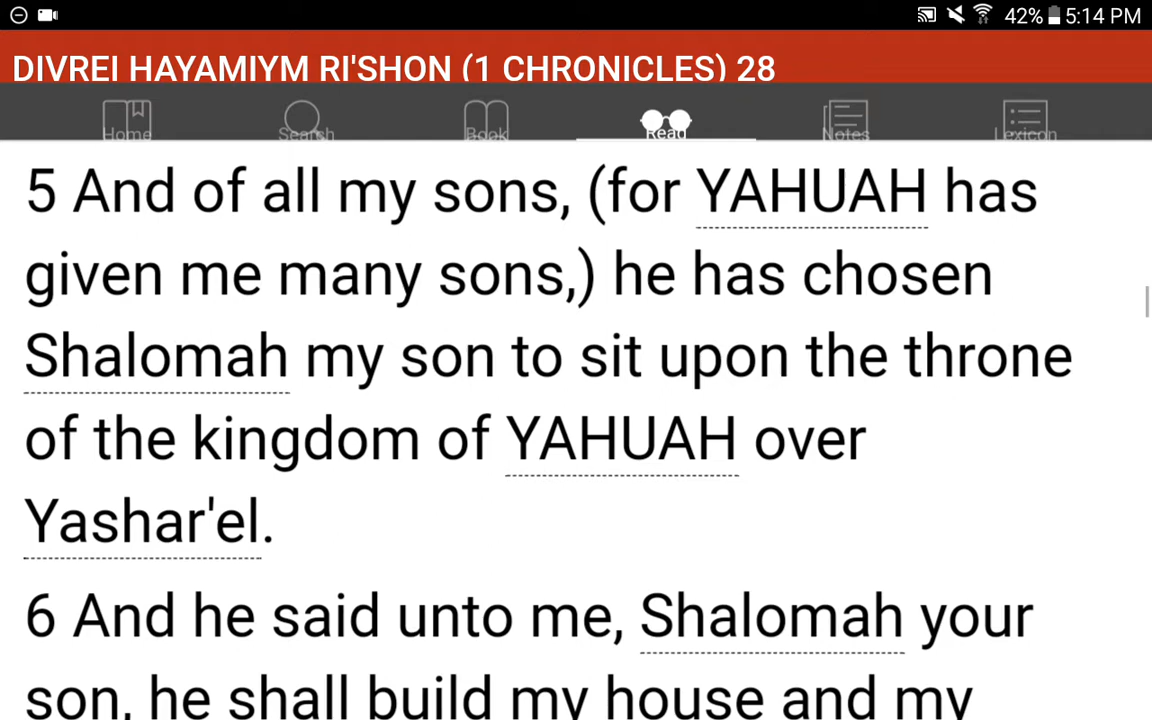 42% 5:14 PM
DIVREI HAYAMIYM RI'SHON (1 CHRONICLES) 28
Home Search Book Read Notes Lexicon
5 And of all my sons, (for YAHUAH has
given me many sons,) he has chosen
Shalomah my son to sit upon the throne
of the kingdom of YAHUAH over
Yashar'el.
6 And he said unto me, Shalomah your
son, he shall build my house and my